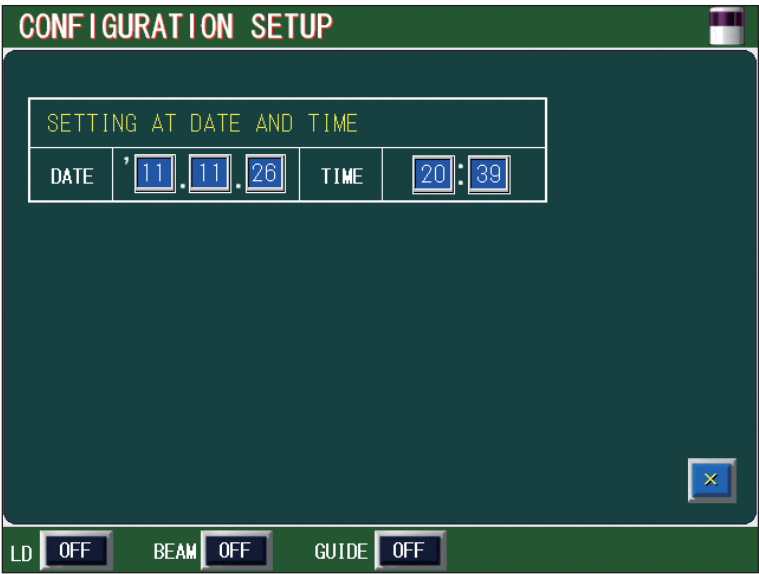 CONFIGURATION SETUP
SETTING AT DATE AND TIME
DATE '11.11.26 TIME 20:39
×
LD OFF BEAM OFF GUIDE OFF